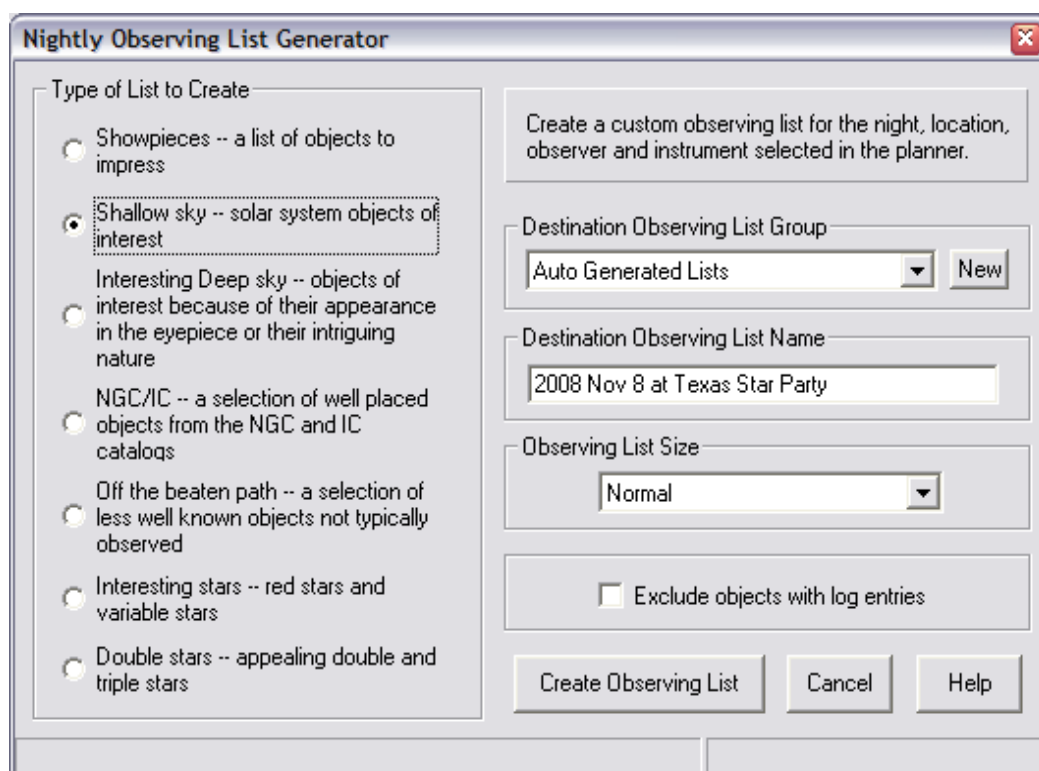 Nightly Observing List Generator
Type of List to Create
Showpieces -- a list of objects to
impress
Shallow sky -- solar system objects of
interest
Interesting Deep sky -- objects of
interest because of their appearance
in the eyepiece or their intriguing
nature
NGC/IC -- a selection of well placed
objects from the NGC and IC
catalogs
Off the beaten path -- a selection of
less well known objects not typically
observed
Interesting stars -- red stars and
variable stars
Double stars -- appealing double and
triple stars
Create a custom observing list for the night, location,
observer and instrument selected in the planner.
Destination Observing List Group
Auto Generated Lists
New
Destination Observing List Name
2008 Nov 8 at Texas Star Party
Observing List Size
Normal
Exclude objects with log entries
Create Observing List
Cancel
Help